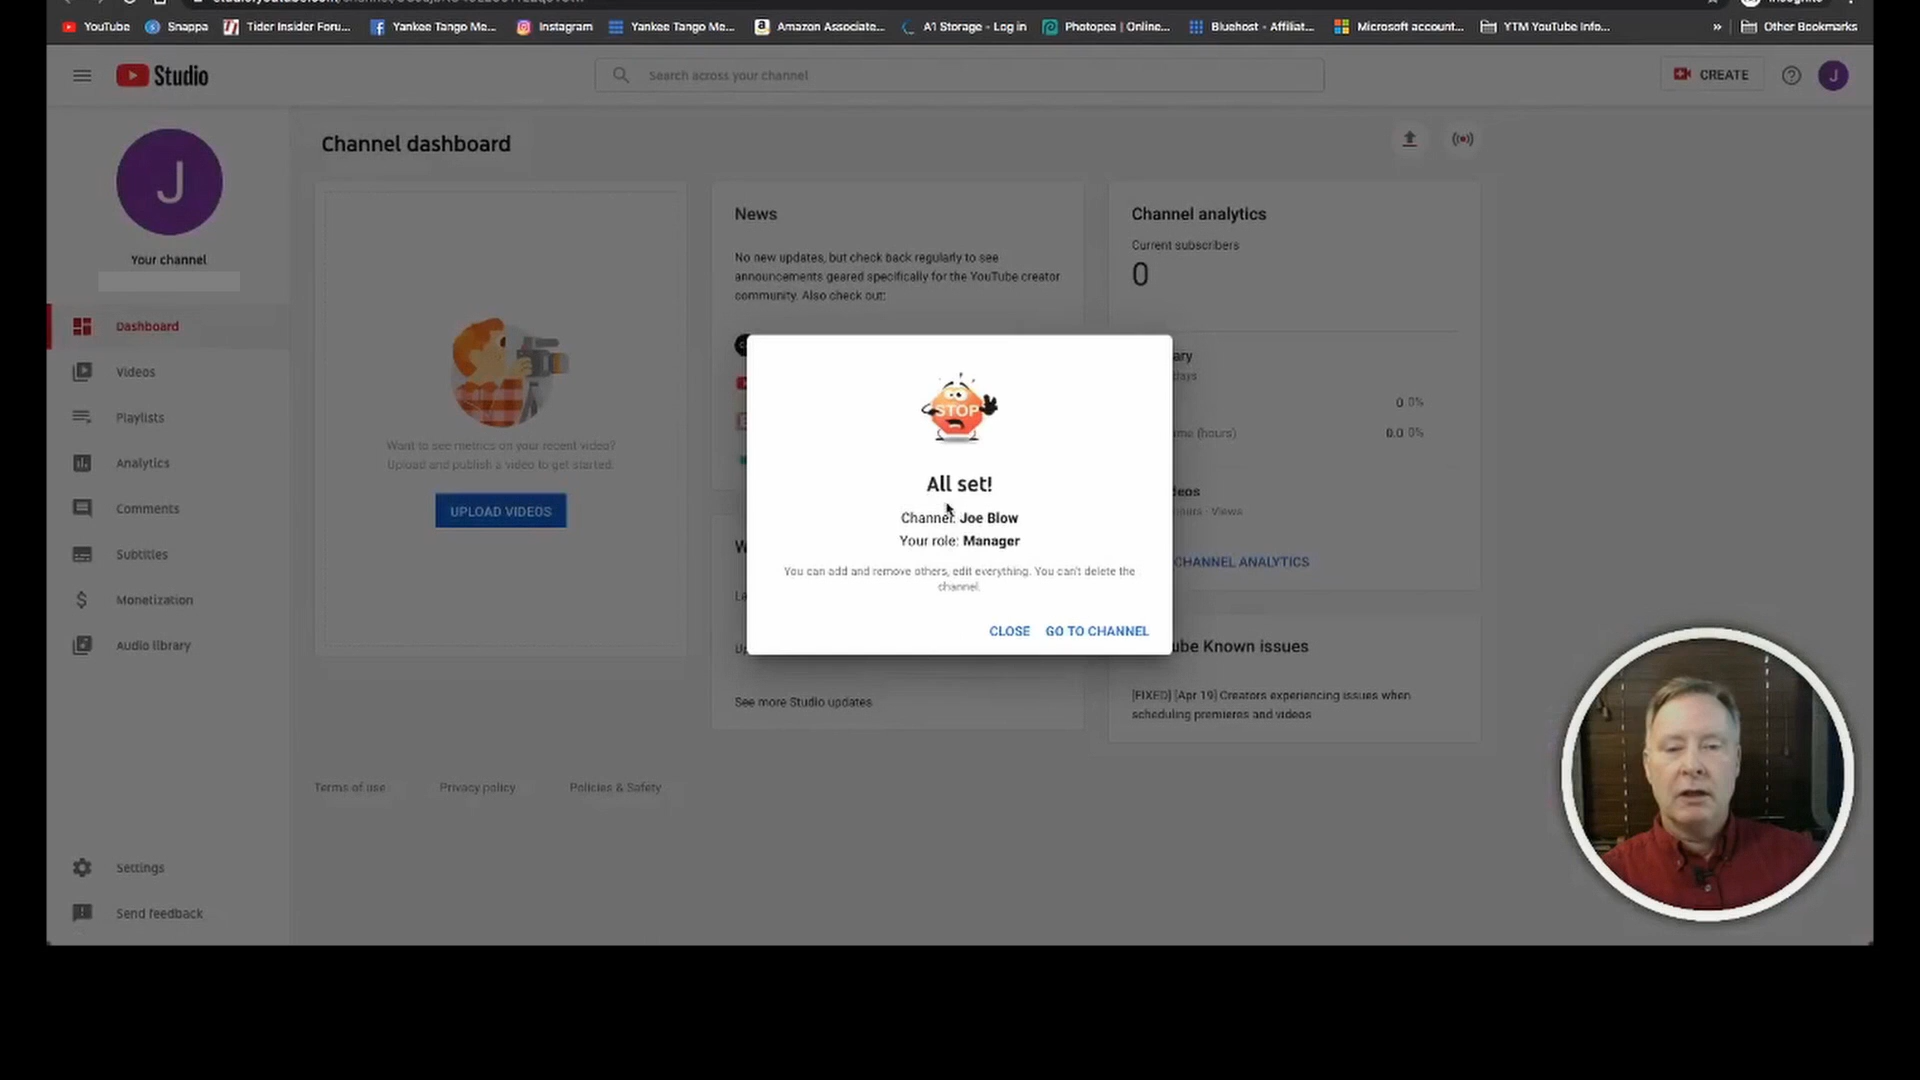 YouTube
Snappa
Tider Insider Foru...
Yankee Tango Me...
Instagram
Yankee Tango Me...
Amazon Associate...
A1 Storage - Log in
Photopea | Online...
Bluehost - Affiliat...
Microsoft account...
YTM YouTube Info...
»
Other Bookmarks
Studio
Search across your channel
CREATE
J
J
Your channel
Dashboard
Videos
Playlists
Analytics
Comments
Subtitles
Monetization
Audio library
Settings
Send feedback
Channel dashboard
Want to see metrics on your recent video?
Upload and publish a video to get started.
UPLOAD VIDEOS
News
No new updates, but check back regularly to see
announcements geared specifically for the YouTube creator
community. Also check out:
See more Studio updates
Channel analytics
Current subscribers
0
0 0%
(hours)
0.0 0%
Views
CHANNEL ANALYTICS
Known issues
[FIXED] [Apr 19] Creators experiencing issues when
scheduling premieres and videos
STOP
All set!
Channel: Joe Blow
Your role: Manager
You can add and remove others, edit everything. You can't delete the
channel.
CLOSE
GO TO CHANNEL
Terms of use
Privacy policy
Policies & Safety